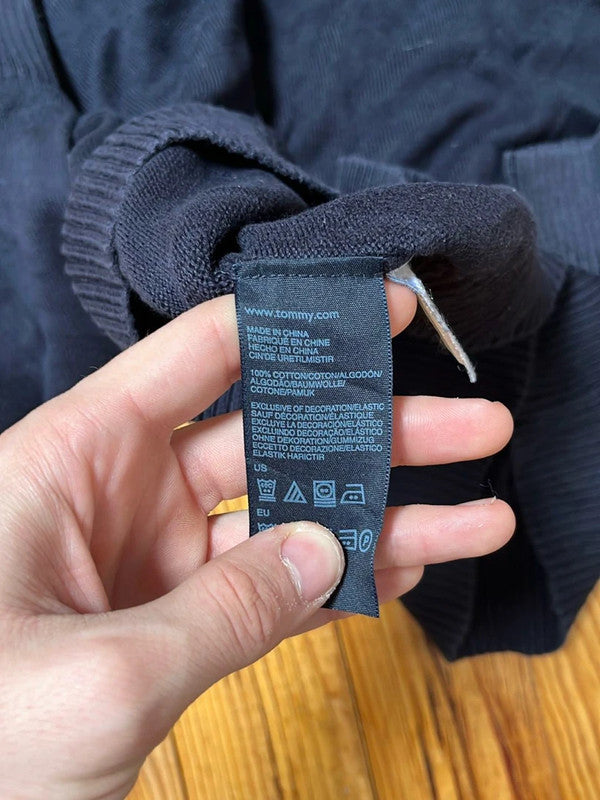 www.tommy.com
MADE IN CHINA
FABRIQUÉ EN CHINE
HECHO EN CHINA
CIN'DE URETILMISTIR
100% COTTON/COTON/ALGODÓN/
ALGODÃO/BAUMWOLLE/
COTONE/PAMUK
EXCLUSIVE OF DECORATION/ELASTIC
SAUF DÉCORATION/ÉLASTIQUE
EXCLUYE LA DECORACIÓN/ELASTICO
EXCLUINDO DECORAÇÃO/ELASTICO
OHNE DEKORATION/GUMMIZUG
ECCETTO DECORAZIONE/ELASTICO
ELASTIK HARICTIR
US
EU
P